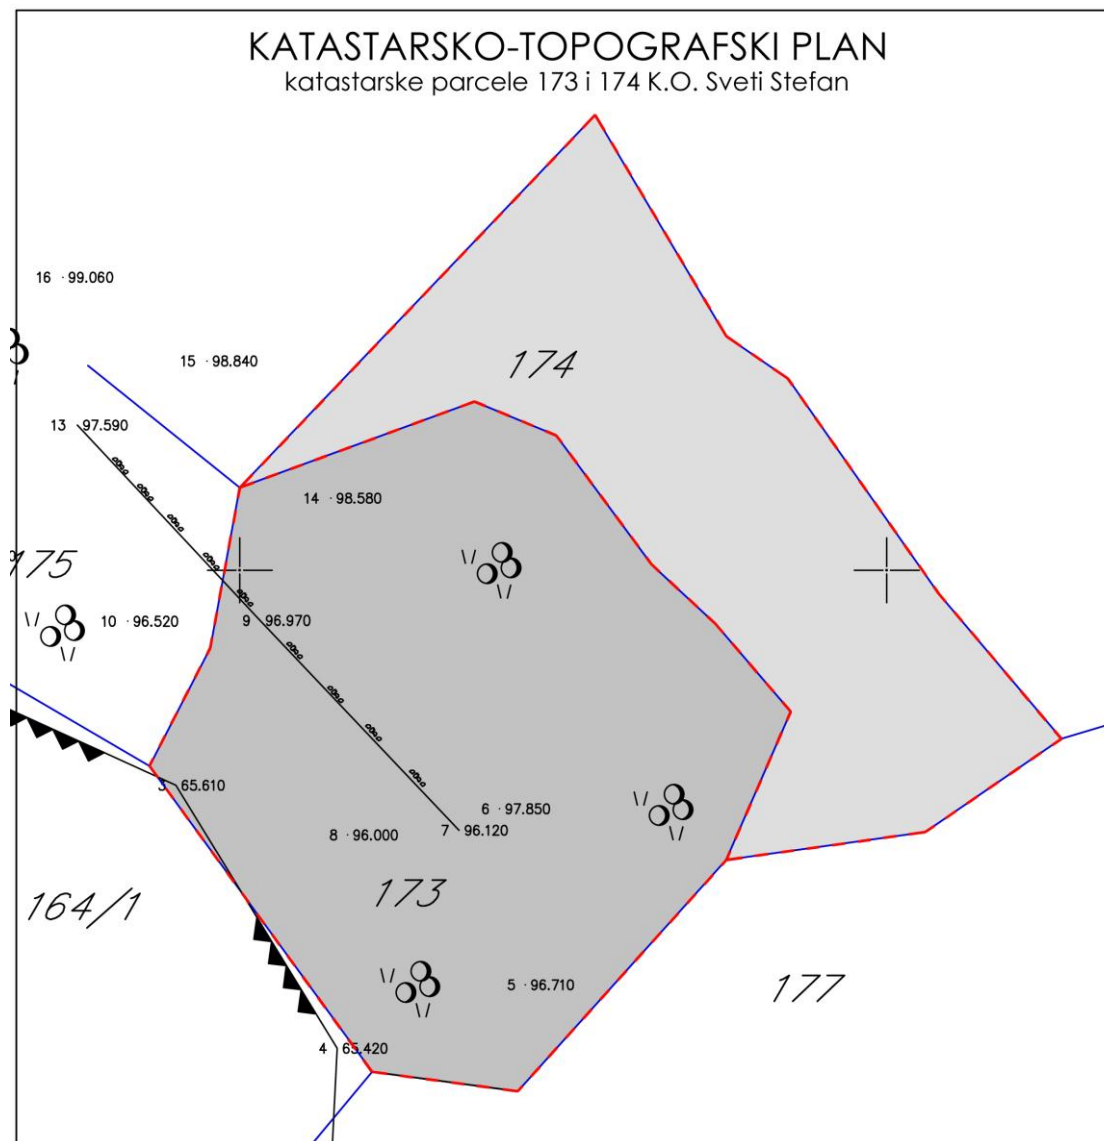 KATASTARSKO-TOPOGRAFSKI PLAN
katastarske parcele 173 i 174 K.O. Sveti Stefan
16 · 99.060
15 · 98.840
174
13 97.590
14 · 98.580
175
10 · 96.520
9 96.970
3 65.610
6 · 97.850
7 96.120
8 · 96.000
173
164/1
5 · 96.710
177
4 65.420